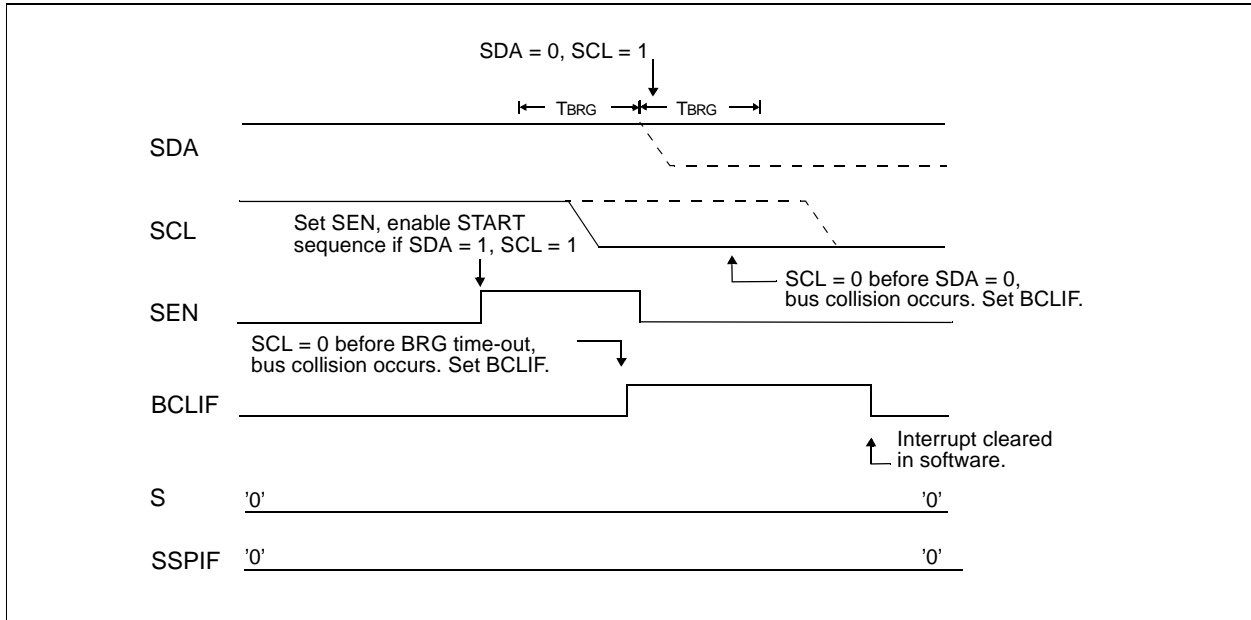 SDA = 0, SCL = 1
TBRG TBRG
SDA
SCL
Set SEN, enable START
sequence if SDA = 1, SCL = 1
SCL = 0 before SDA = 0,
bus collision occurs. Set BCLIF.
SEN
SCL = 0 before BRG time-out,
bus collision occurs. Set BCLIF.
BCLIF
Interrupt cleared
in software.
S
'0' '0'
SSPIF
'0' '0'